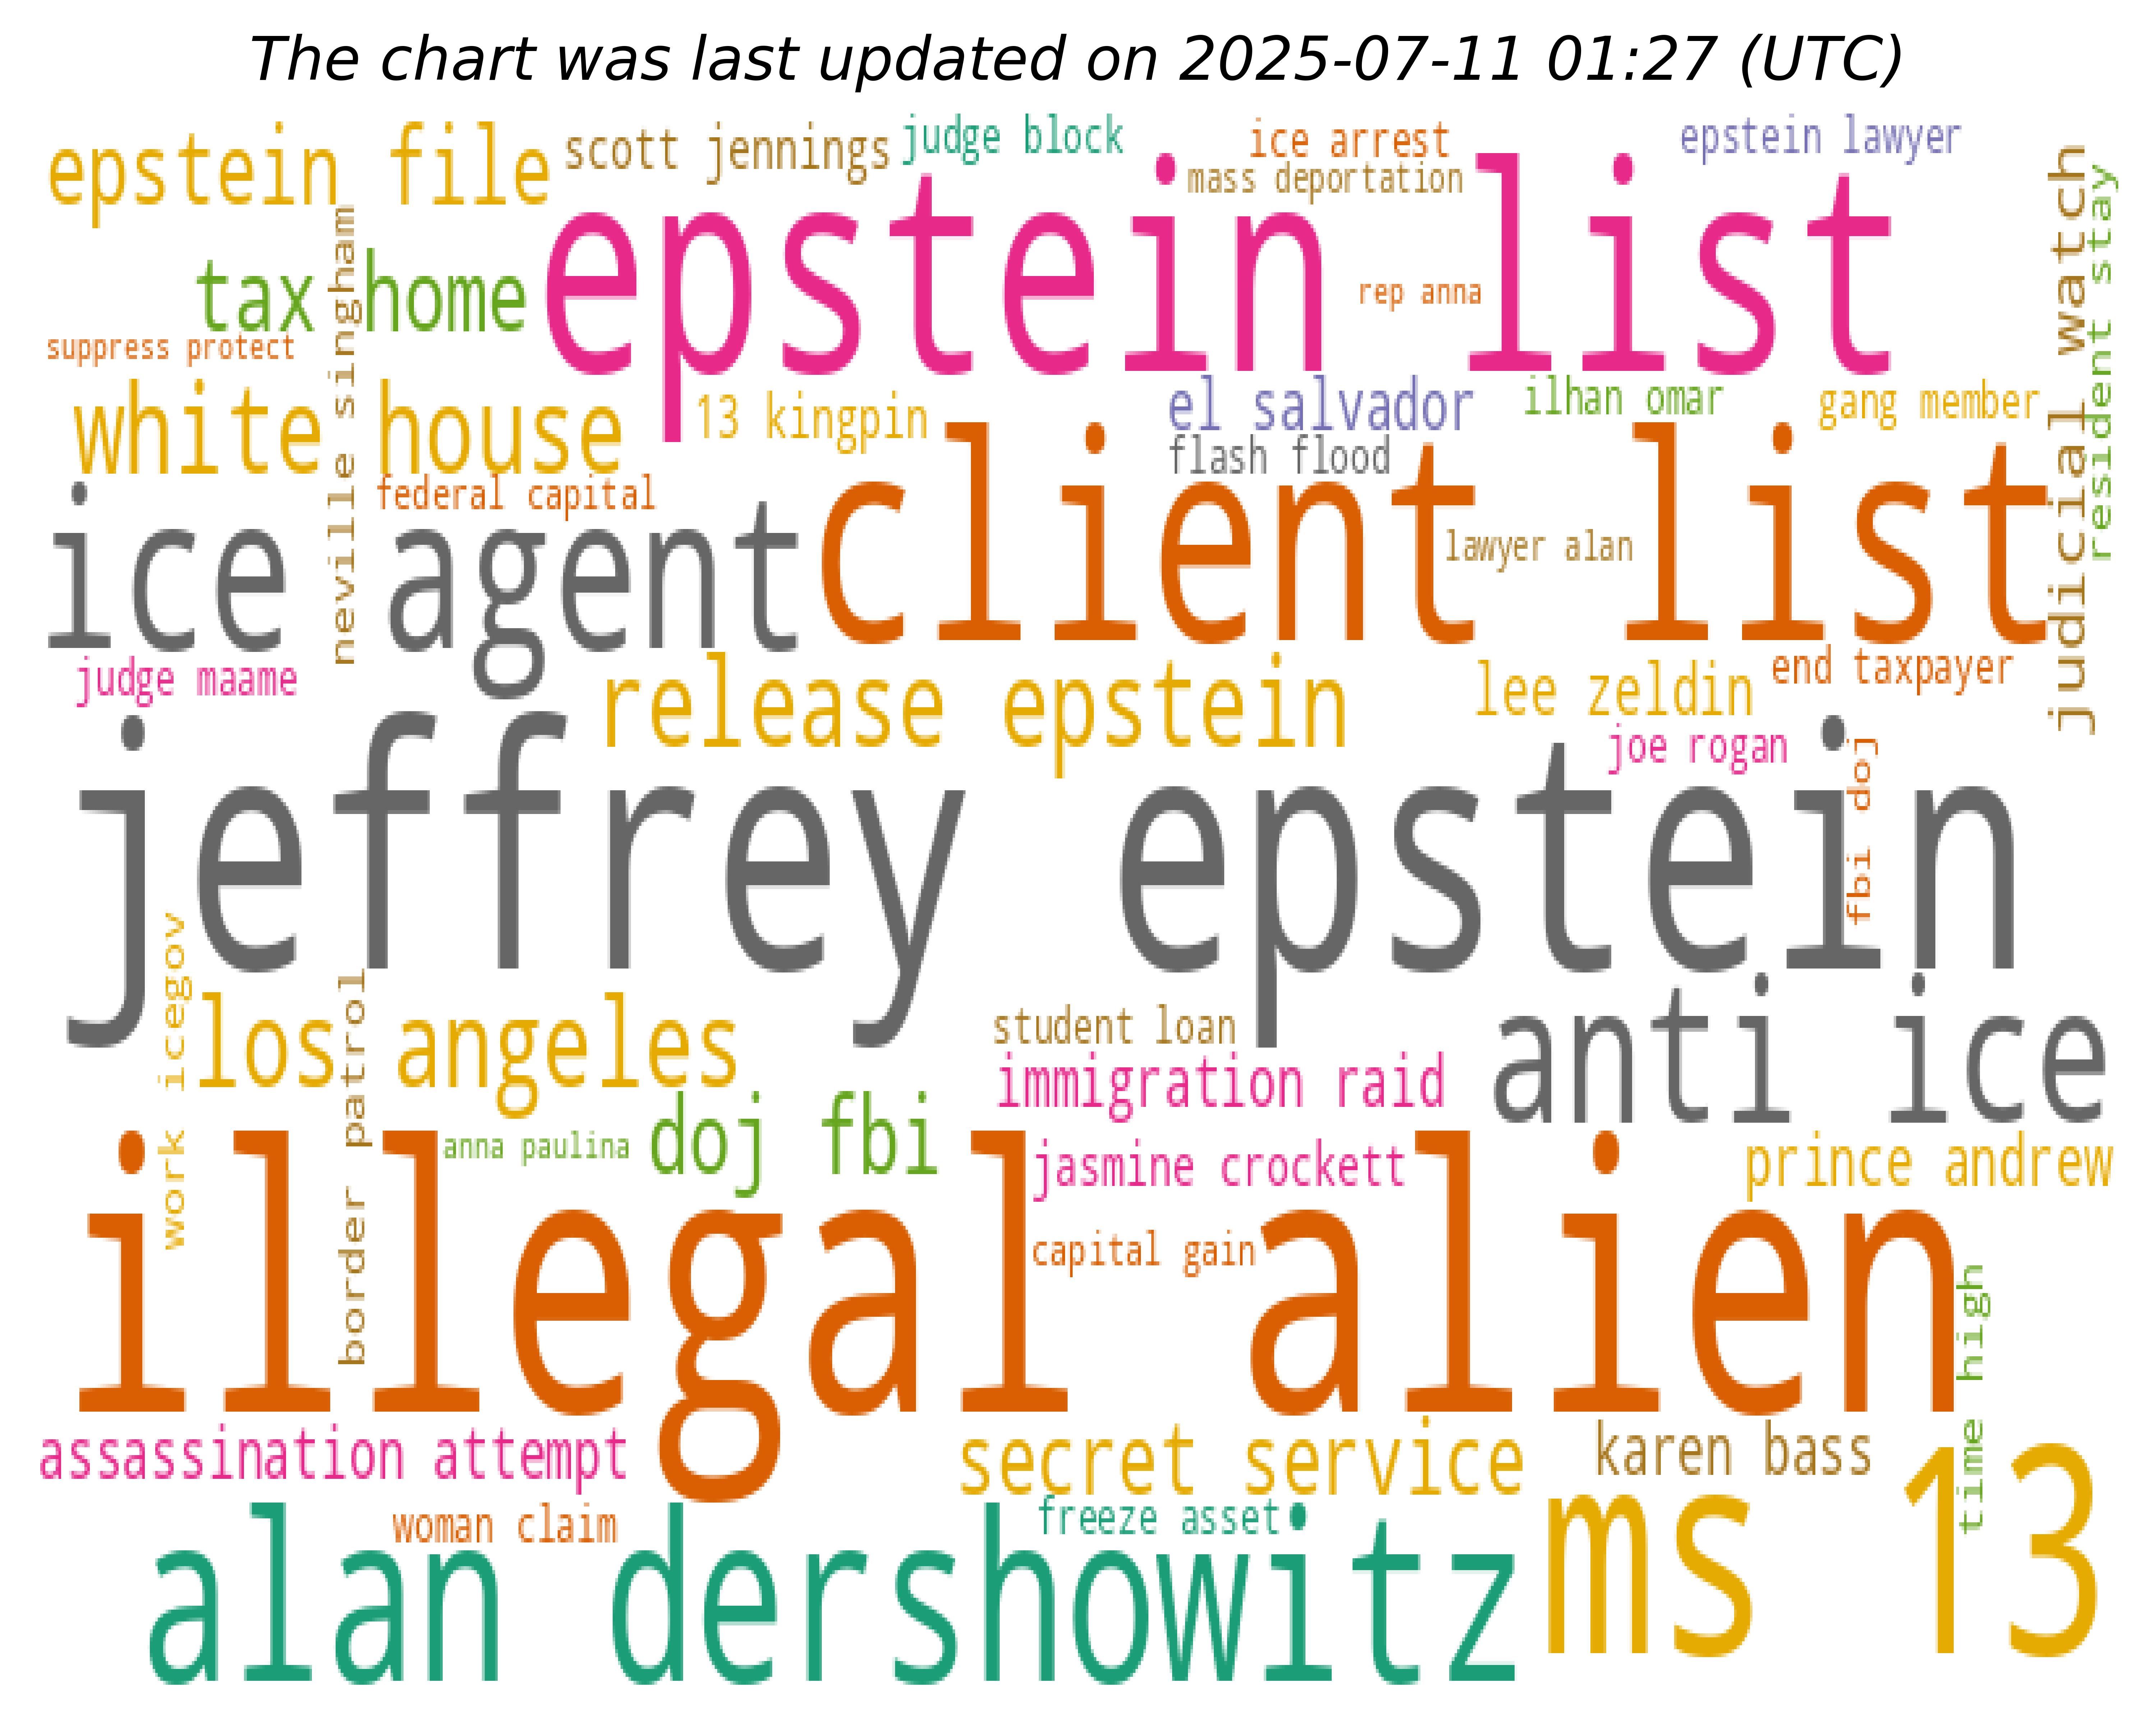 The chart was last updated on 2025-07-11 01:27 (UTC)
epstein file
scott jennings
judge block
ice arrest
epstein lawyer
mass deportation
epstein list
judicial watch
resident stay
neville singham
tax home
rep anna
suppress protect
white house
13 kingpin
el salvador
ilhan omar
gang member
flash flood
federal capital
ice agent
client list
lawyer alan
judge maame
release epstein
lee zeldin
end taxpayer
joe rogan
fbi doj
jeffrey epstein
work icegov
border patrol
los angeles
student loan
anti ice
immigration raid
doj fbi
anna paulina
jasmine crockett
prince andrew
illegal alien
capital gain
time high
assassination attempt
secret service
karen bass
woman claim
freeze asset
alan dershowitz
ms 13